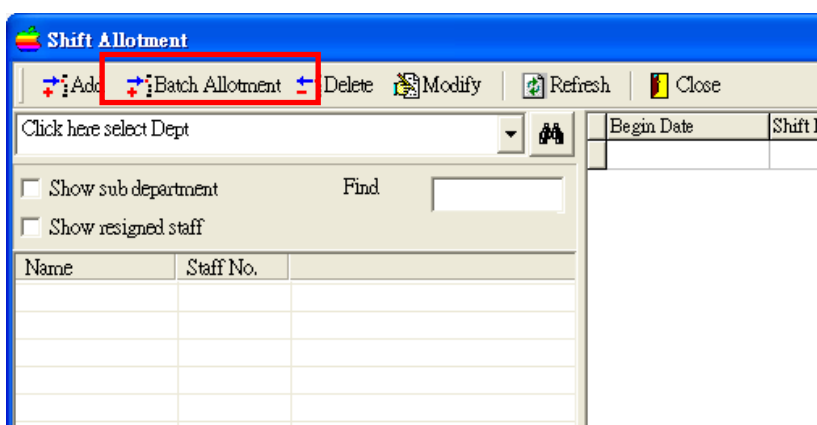 Shift Allotment
Add Batch Allotment Delete Modify Refresh Close
Click here select Dept
Begin Date Shift
Show sub department Find
Show resigned staff
Name Staff No.